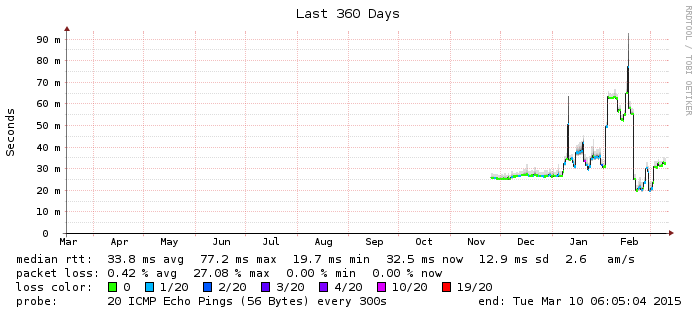 Last 360 Days
RRDTOOL / TOBI OETIKER
Seconds
90 m
80 m
70 m
60 m
50 m
40 m
30 m
20 m
10 m
0
Mar Apr May Jun Jul Aug Sep Oct Nov Dec Jan Feb
median rtt: 33.8 ms avg 77.2 ms max 19.7 ms min 32.5 ms now 12.9 ms sd 2.6 am/s
packet loss: 0.42 % avg 27.08 % max 0.00 % min 0.00 % now
loss color: 0 1/20 2/20 3/20 4/20 10/20 19/20
probe: 20 ICMP Echo Pings (56 Bytes) every 300s end: Tue Mar 10 06:05:04 2015